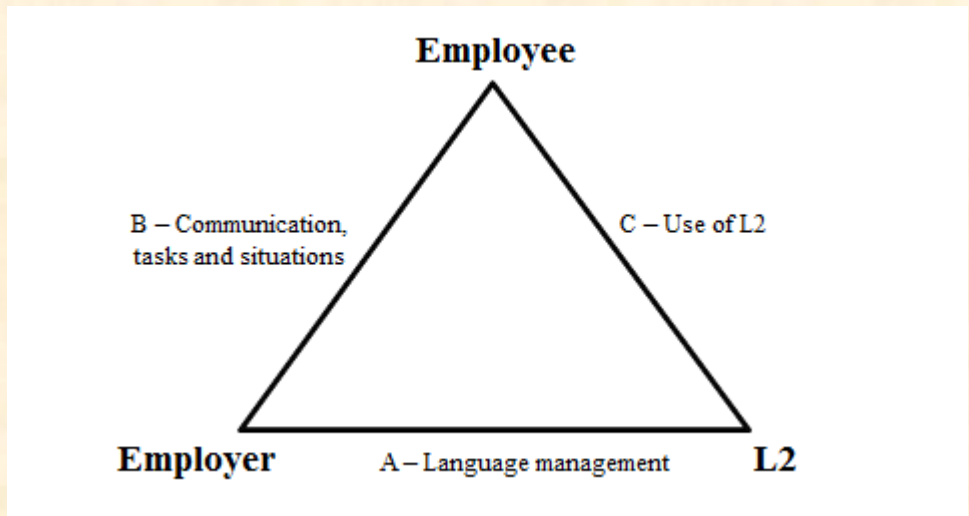 Employee
B – Communication,
tasks and situations
C – Use of L2
Employer
A – Language management
L2